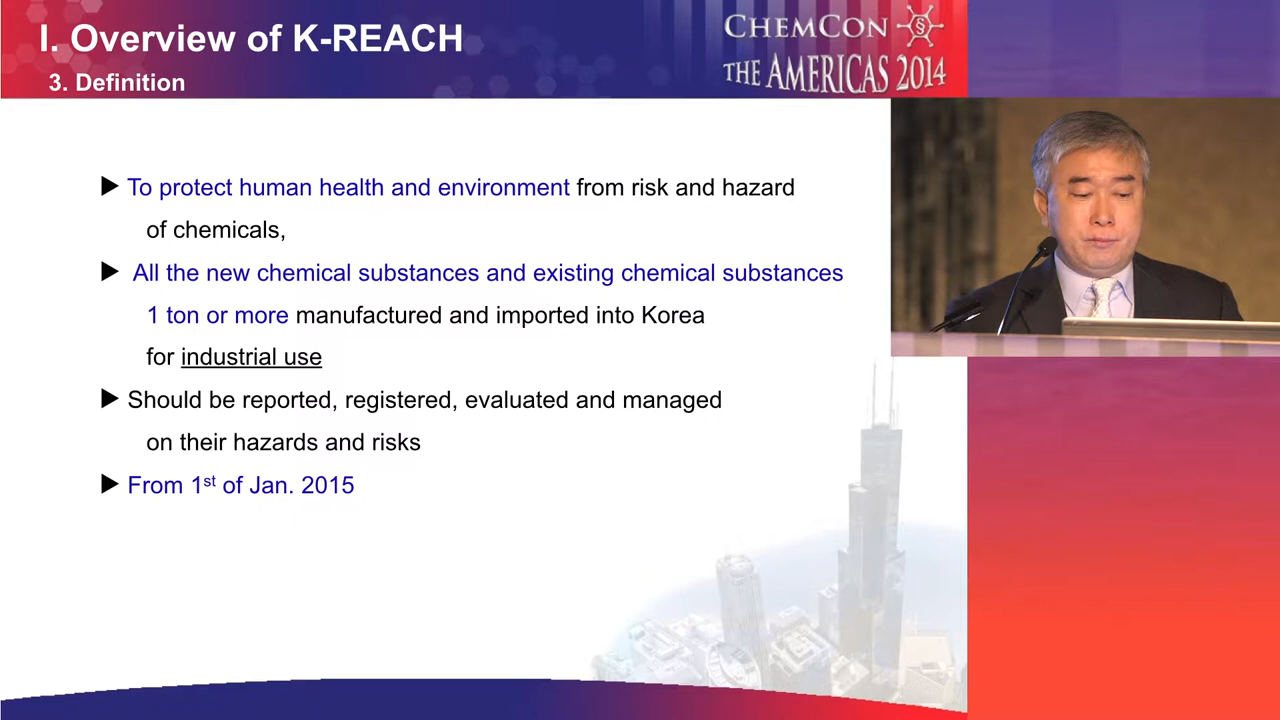 I. Overview of K-REACH
3. Definition
CHEMCON §
THE AMERICAS 2014
▶ To protect human health and environment from risk and hazard
of chemicals,
▶ All the new chemical substances and existing chemical substances
1 ton or more manufactured and imported into Korea
for industrial use
▶ Should be reported, registered, evaluated and managed
on their hazards and risks
▶ From 1st of Jan. 2015